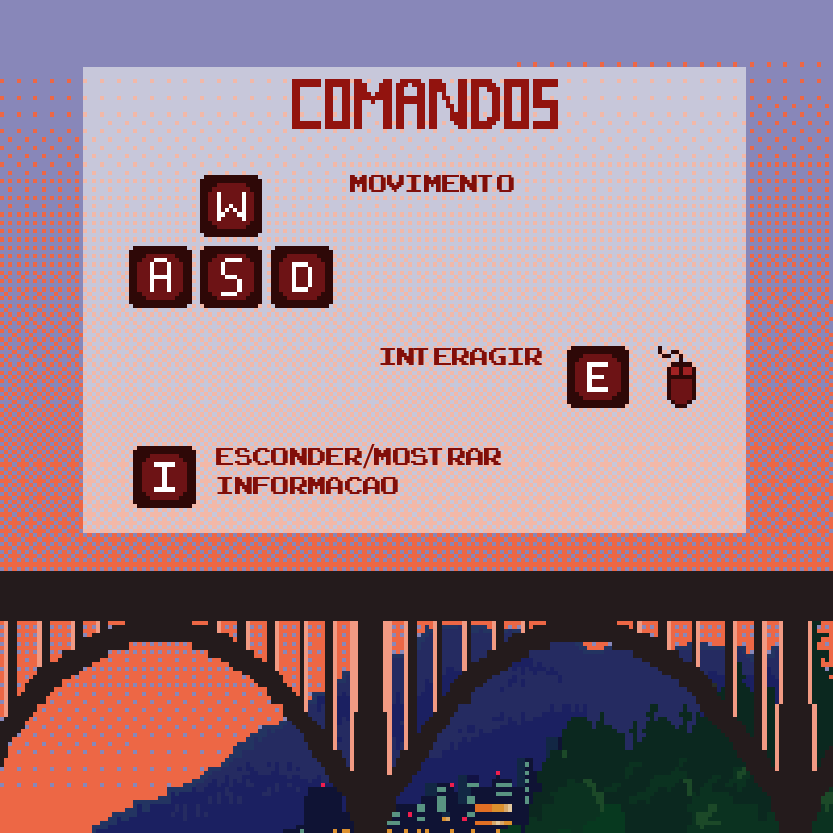 COMANDOS
W
MOVIMENTO
A S D
INTERAGIR
E
I
ESCONDER/MOSTRAR
INFORMACAO